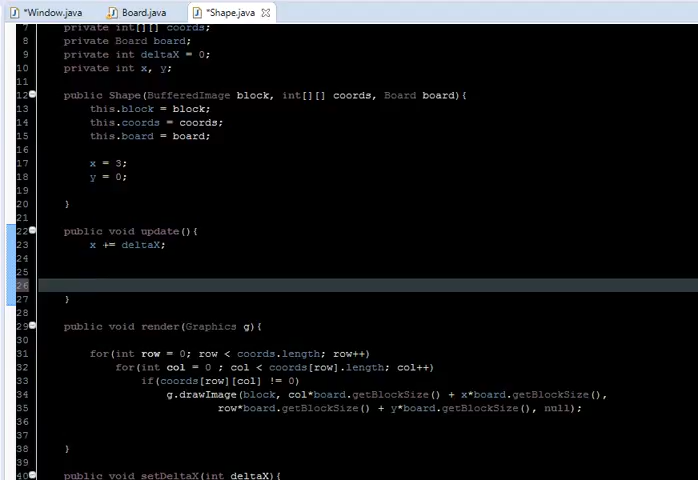 *Window.java Board.java *Shape.java
7 private int[][] coords;
8 private Board board;
9 private int deltaX = 0;
10 private int x, y;
11
12 public Shape(BufferedImage block, int[][] coords, Board board){
13 this.block = block;
14 this.coords = coords;
15 this.board = board;
16
17 x = 3;
18 y = 0;
19
20 }
21
22 public void update(){
23 x += deltaX;
24
25
26
27 }
28
29 public void render(Graphics g){
30
31 for(int row = 0; row < coords.length; row++)
32 for(int col = 0 ; col < coords[row].length; col++)
33 if(coords[row][col] != 0)
34 g.drawImage(block, col*board.getBlockSize() + x*board.getBlockSize(),
35 row*board.getBlockSize() + y*board.getBlockSize(), null);
36
37
38 }
39
40 public void setDeltaX(int deltaX){